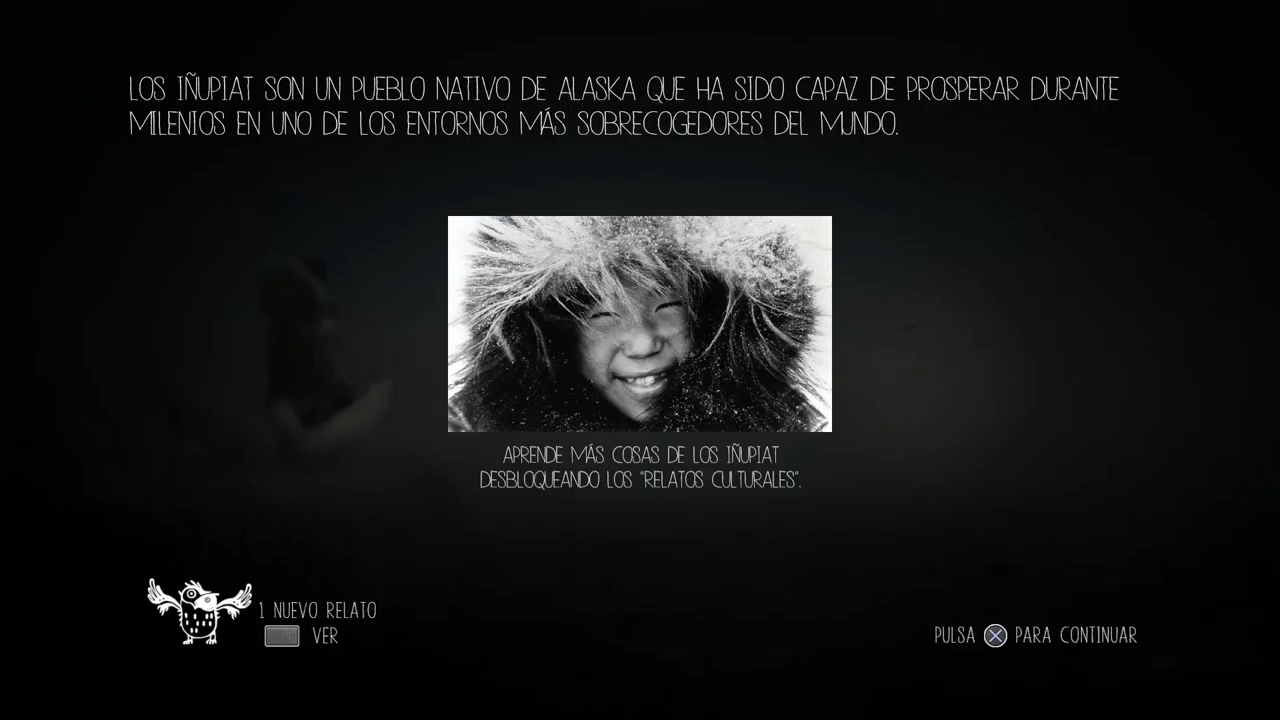 LOS IÑUPIAT SON UN PUEBLO NATIVO DE ALASKA QUE HA SIDO CAPAZ DE PROSPERAR DURANTE
MILENIOS EN UNO DE LOS ENTORNOS MÁS SOBRECOGEDORES DEL MUNDO.
APRENDE MÁS COSAS DE LOS IÑUPIAT
DESBLOQUEANDO LOS "RELATOS CULTURALES".
1 NUEVO RELATO
VER
PULSA PARA CONTINUAR